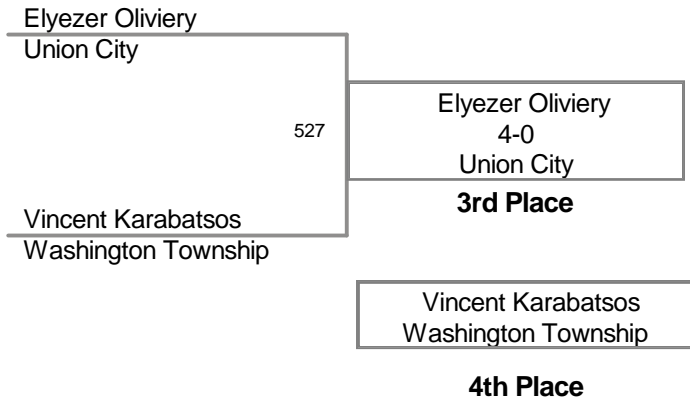 Elyezer Oliviery
Union City
527
Elyezer Oliviery
4-0
Union City
3rd Place
Vincent Karabatsos
Washington Township
Vincent Karabatsos
Washington Township
4th Place